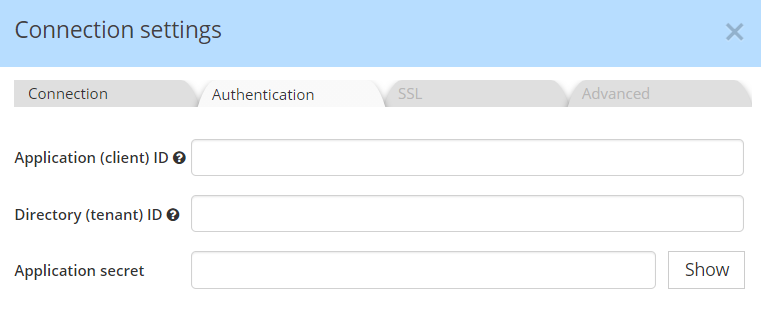 Connection settings
Connection Authentication SSL Advanced
Application (client) ID
Directory (tenant) ID
Application secret Show